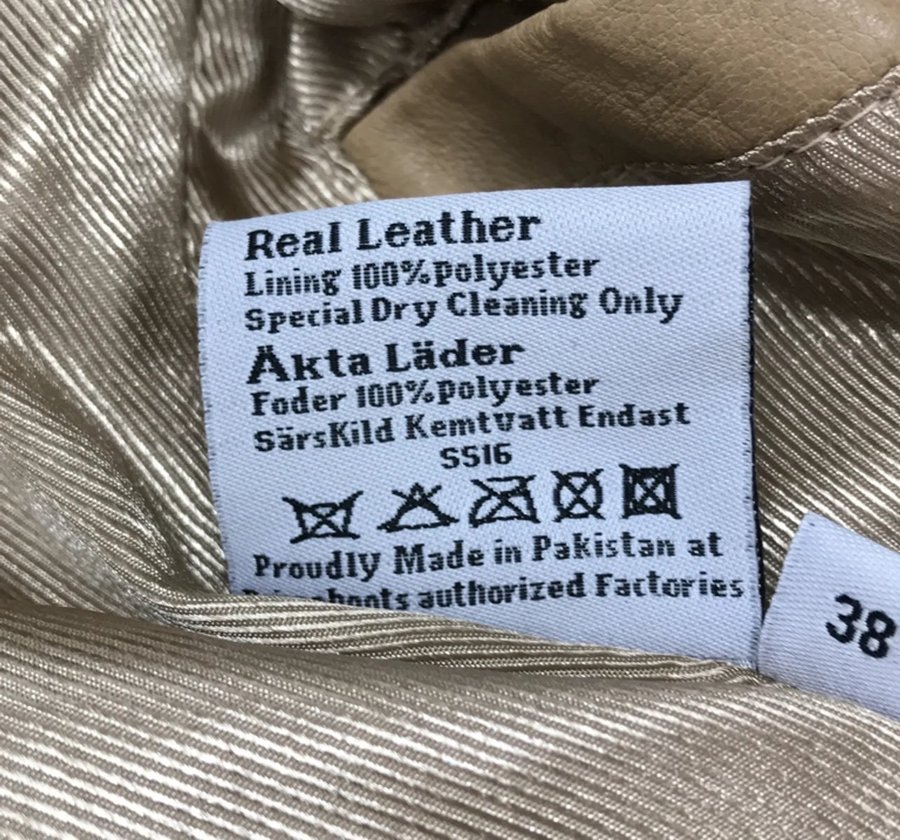 Real Leather
Lining 100%polyester
Special Dry Cleaning Only
Äkta Läder
Foder 100%polyester
SärsKild Kemtvatt Endast
SS16
Proudly Made in Pakistan at
authorized Factories
38